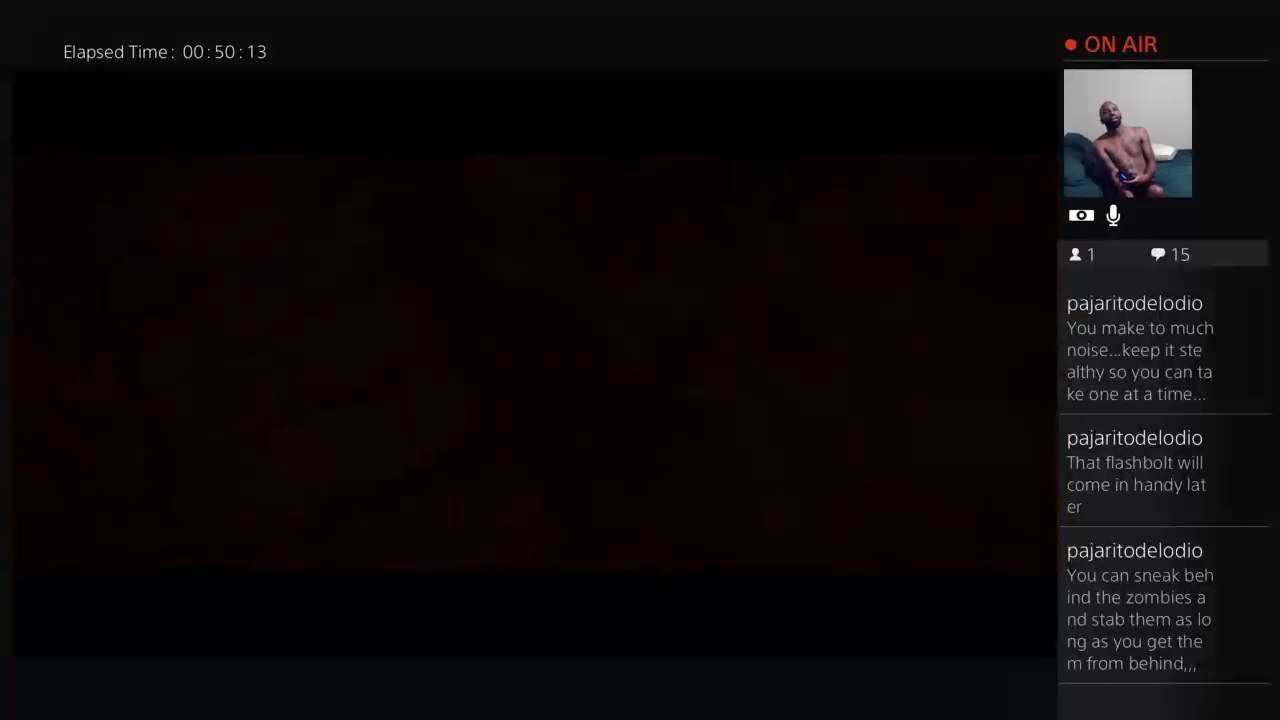 Elapsed Time: 00:50:13
ON AIR
1 15
pajaritodelodio
You make to much
noise...keep it ste
althy so you can ta
ke one at a time...
pajaritodelodio
That flashbolt will
come in handy lat
er
pajaritodelodio
You can sneak beh
ind the zombies a
nd stab them as lo
ng as you get the
m from behind,,,